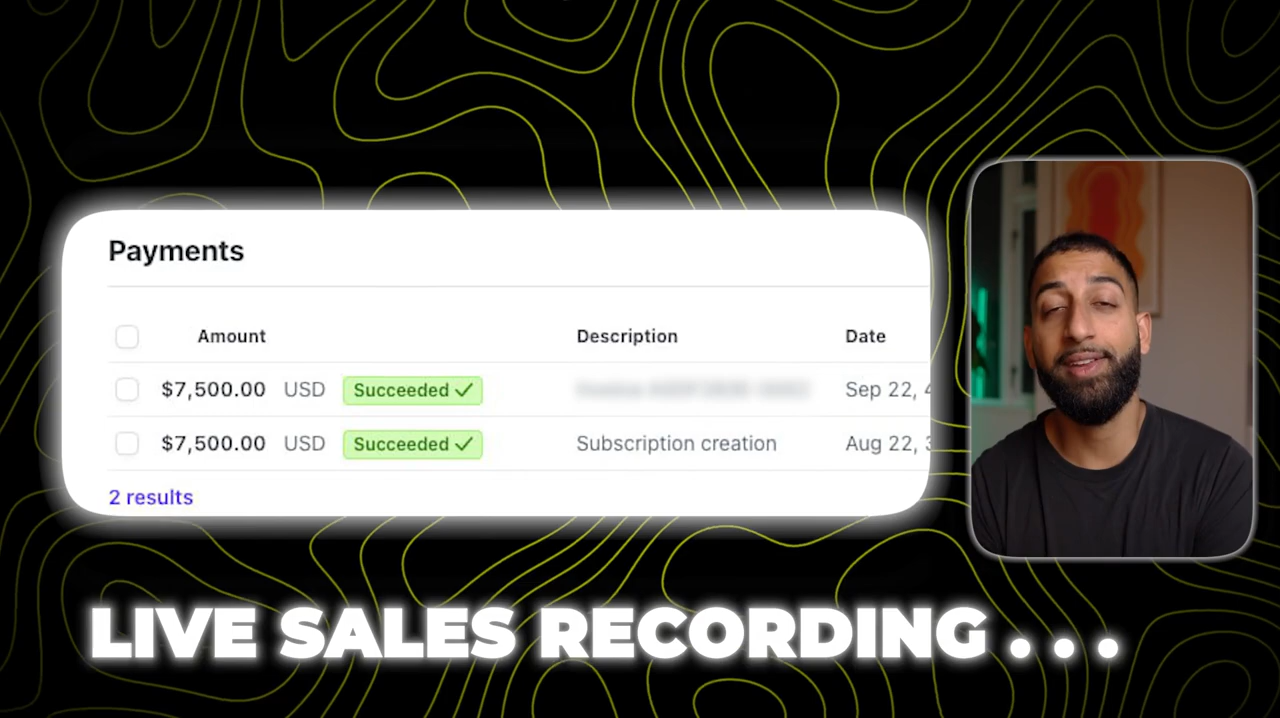 Payments
Amount Description Date
$7,500.00 USD Succeeded Sep 22,
$7,500.00 USD Succeeded Subscription creation Aug 22,
2 results
LIVE SALES RECORDING . . .